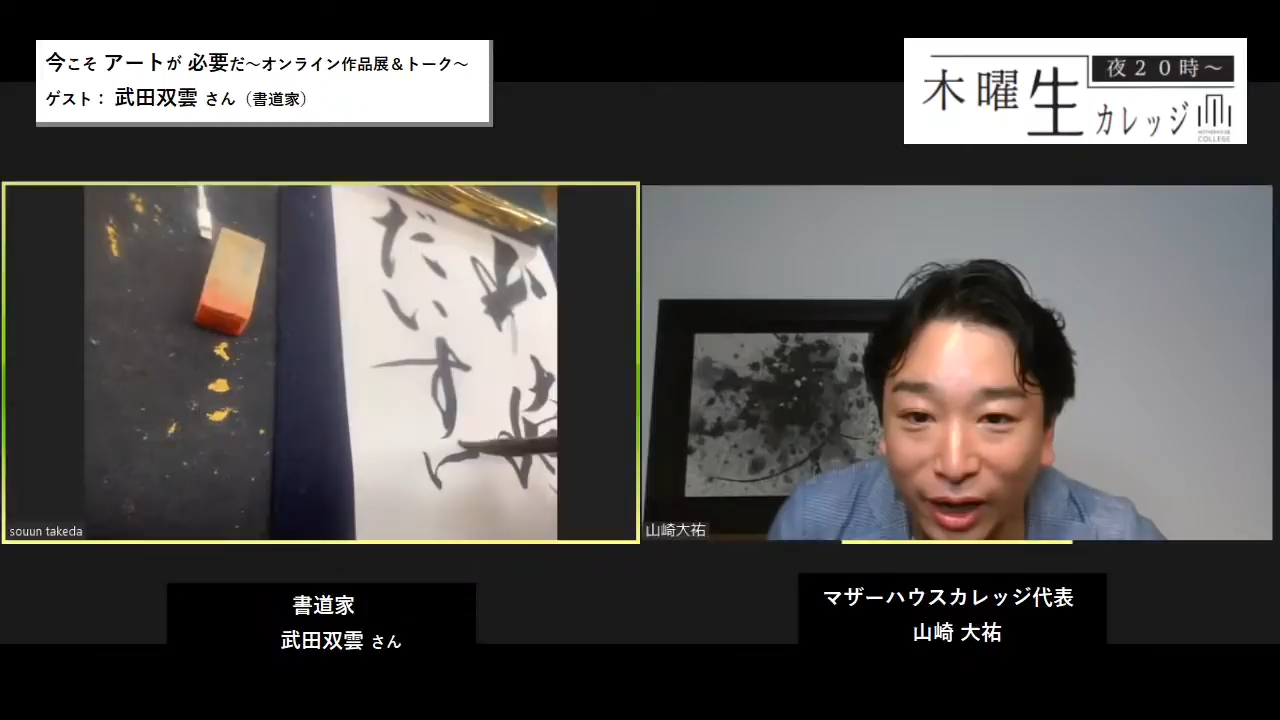 今こそ アートが 必要だ～オンライン作品展＆トーク～
ゲスト： 武田双雲 さん（書道家）
木曜生カレッジ
夜２０時～
MOTHERHOUSE
COLLEGE
だいす
souun takeda
山崎大祐
書道家
武田双雲 さん
マザーハウスカレッジ代表
山崎 大祐